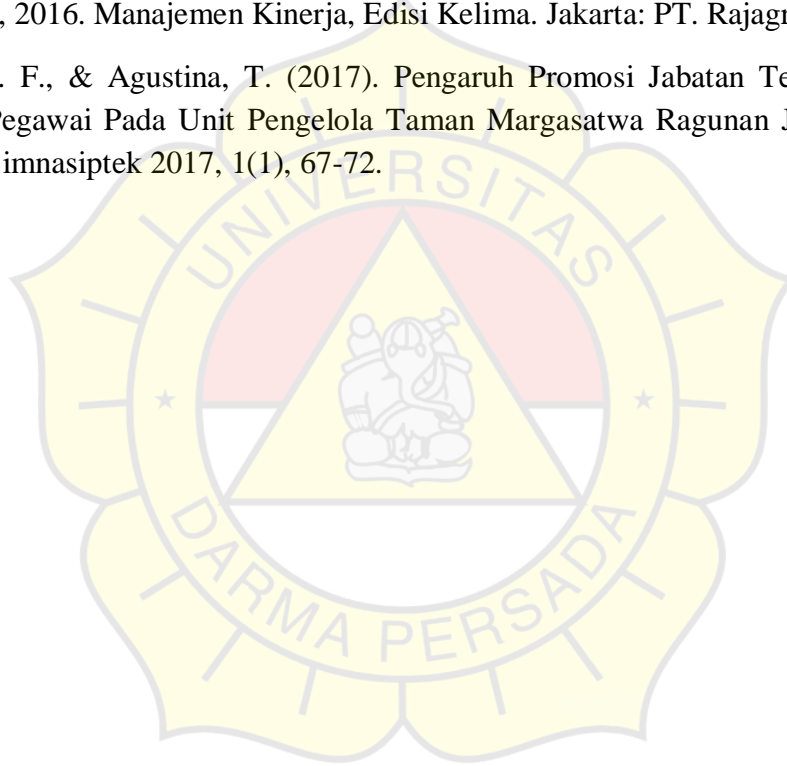 , 2016. Manajemen Kinerja, Edisi Kelima. Jakarta: PT. Rajagr
. F., & Agustina, T. (2017). Pengaruh Promosi Jabatan Te
Pegawai Pada Unit Pengelola Taman Margasatwa Ragunan J
imnasiptek 2017, 1(1), 67-72.
UNIVERSITAS
DARMA PERSADA